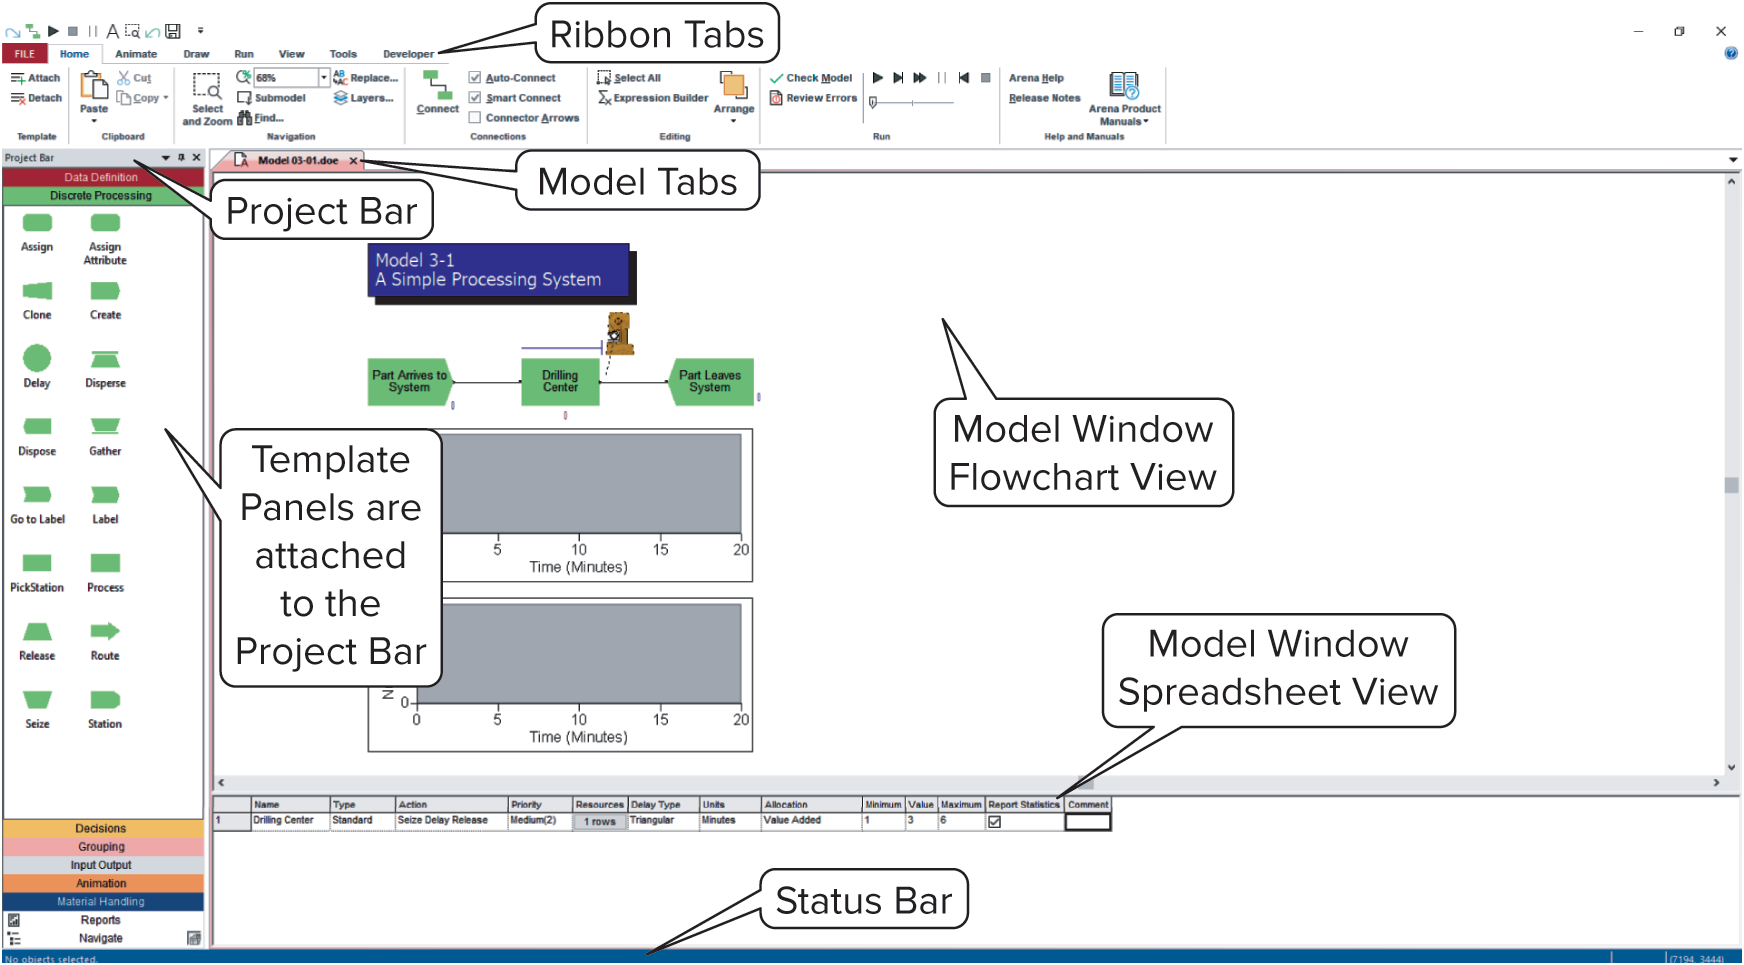 Ribbon Tabs
FILE Home Animate Draw Run View Tools Developer
Attach
Detach
Template
Paste
Cut
Copy
Clipboard
Select
and Zoom
68%
Submodel
Find...
Replace...
Layers...
Navigation
Connect
Auto-Connect
Smart Connect
Connector Arrows
Connections
Select All
Expression Builder
Arrange
Editing
Check Model
Review Errors
Run
Arena Help
Release Notes
Arena Product
Manuals
Help and Manuals
Project Bar
Model 03-01.doe
Model Tabs
Data Definition
Discrete Processing
Project Bar
Assign
Assign
Attribute
Clone
Create
Delay
Disperse
Dispose
Gather
Go to Label
Label
PickStation
Process
Release
Route
Seize
Station
Template
Panels are
attached
to the
Project Bar
Decisions
Grouping
Input Output
Animation
Material Handling
Reports
Navigate
Model 3-1
A Simple Processing System
Part Arrives to
System
Drilling
Center
Part Leaves
System
0
0
5 10 15 20
Time (Minutes)
0
0 5 10 15 20
Time (Minutes)
Model Window
Flowchart View
Model Window
Spreadsheet View
Name Type Action Priority Resources Delay Type Units Allocation Minimum Value Maximum Report Statistics Comment
1 Drilling Center Standard Seize Delay Release Medium(2) 1 rows Triangular Minutes Value Added 1 3 6
Status Bar
No objects selected.
(7194, 3444)